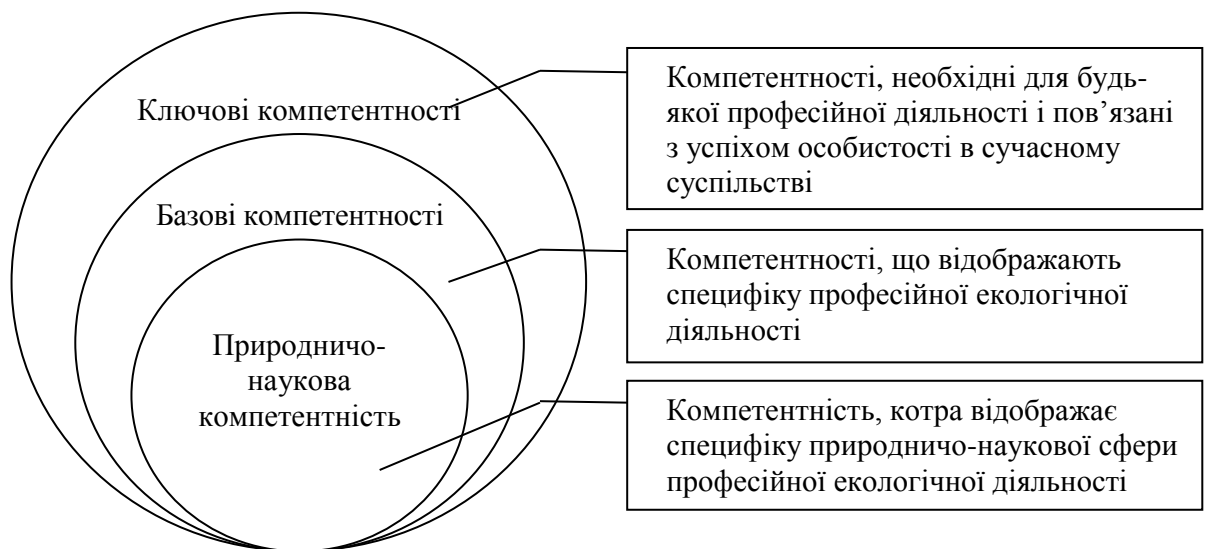 Ключові компетентності
Компетентності, необхідні для будь-
якої професійної діяльності і пов’язані
з успіхом особистості в сучасному
суспільстві
Базові компетентності
Компетентності, що відображають
специфіку професійної екологічної
діяльності
Природничо-
наукова
компетентність
Компетентність, котра відображає
специфіку природничо-наукової сфери
професійної екологічної діяльності